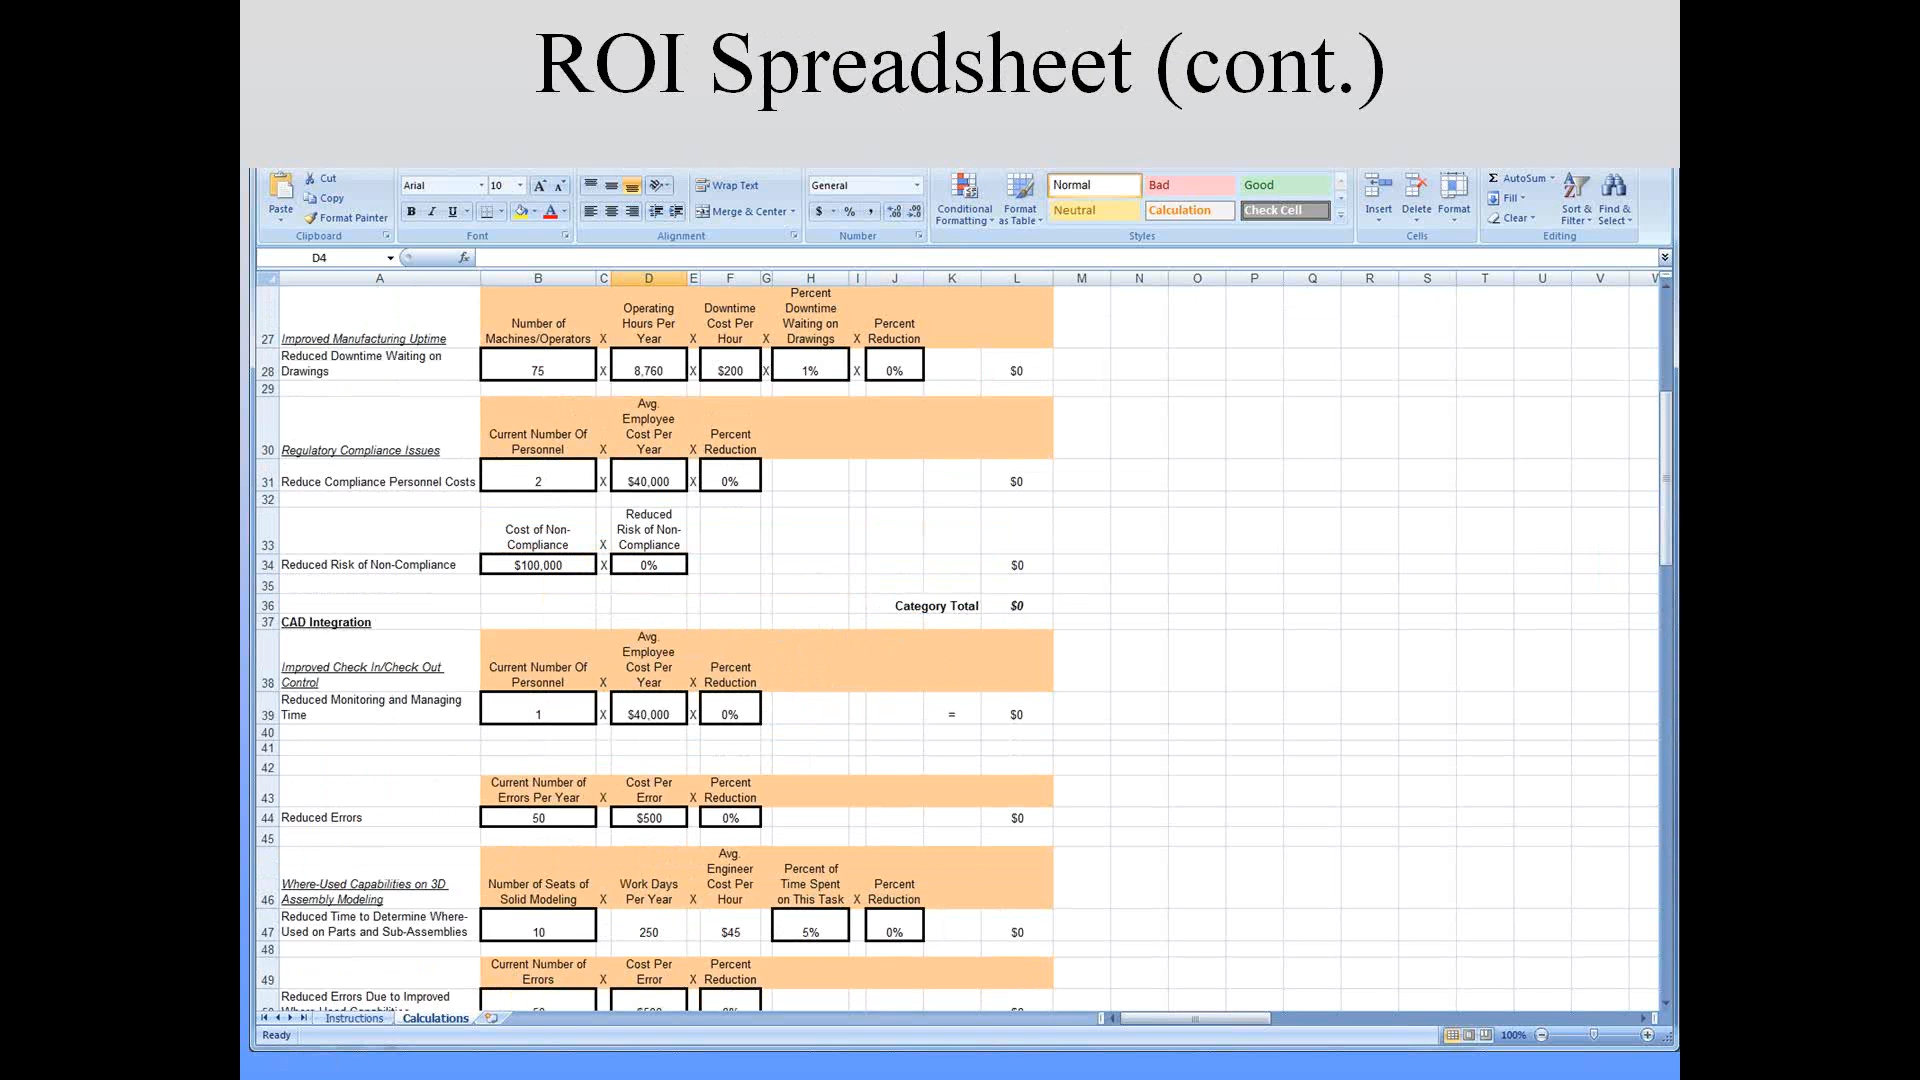 ROI Spreadsheet (cont.)
Paste
Cut
Copy
Format Painter
Clipboard
Arial 10
B I U
Font
Wrap Text
Merge & Center
Alignment
General
$ % ,
Number
Conditional Formatting
Format as Table
Normal Bad Good
Neutral Calculation Check Cell
Styles
Insert Delete Format
Cells
AutoSum
Fill
Clear
Sort & Filter
Find & Select
Editing
D4 fx
A B C D E F G H I J K L M N O P Q R S T U V
27 Improved Manufacturing Uptime Number of Machines/Operators X Operating Hours Per Year X Downtime Cost Per Hour X Percent Downtime Waiting on Drawings X Percent Reduction
28 Reduced Downtime Waiting on Drawings 75 X 8,760 X $200 X 1% X 0% $0
29
30 Regulatory Compliance Issues Current Number Of Personnel X Avg. Employee Cost Per Year X Percent Reduction
31 Reduce Compliance Personnel Costs 2 X $40,000 X 0% $0
32
33 Cost of Non-Compliance X Reduced Risk of Non-Compliance
34 Reduced Risk of Non-Compliance $100,000 X 0% $0
35
36 Category Total $0
37 CAD Integration
38 Improved Check In/Check Out Control Current Number Of Personnel X Avg. Employee Cost Per Year X Percent Reduction
39 Reduced Monitoring and Managing Time 1 X $40,000 X 0% = $0
40
41
42
43 Current Number of Errors Per Year X Cost Per Error X Percent Reduction
44 Reduced Errors 50 $500 0% $0
45
46 Where-Used Capabilities on 3D Assembly Modeling Number of Seats of Solid Modeling X Work Days Per Year X Avg. Engineer Cost Per Hour Percent of Time Spent on This Task X Percent Reduction
47 Reduced Time to Determine Where-Used on Parts and Sub-Assemblies 10 250 $45 5% 0% $0
48
49 Current Number of Errors X Cost Per Error X Percent Reduction
Reduced Errors Due to Improved
Instructions Calculations
Ready 100%